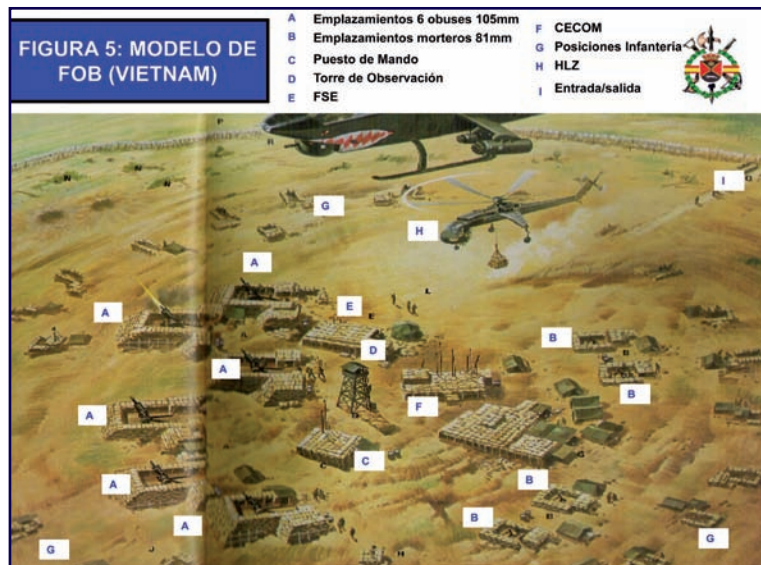 FIGURA 5: MODELO DE
FOB (VIETNAM)
A Emplazamientos 6 obuses 105mm
B Emplazamientos morteros 81mm
C Puesto de Mando
D Torre de Observación
E FSE
F CECOM
G Posiciones Infantería
H HLZ
I Entrada/salida
P
R
N
N
N
I
G
H
A
L
A
E
E
D
B
B
A
B
F
A
C
C
G
A
B
A
B
B
G
J
H
G